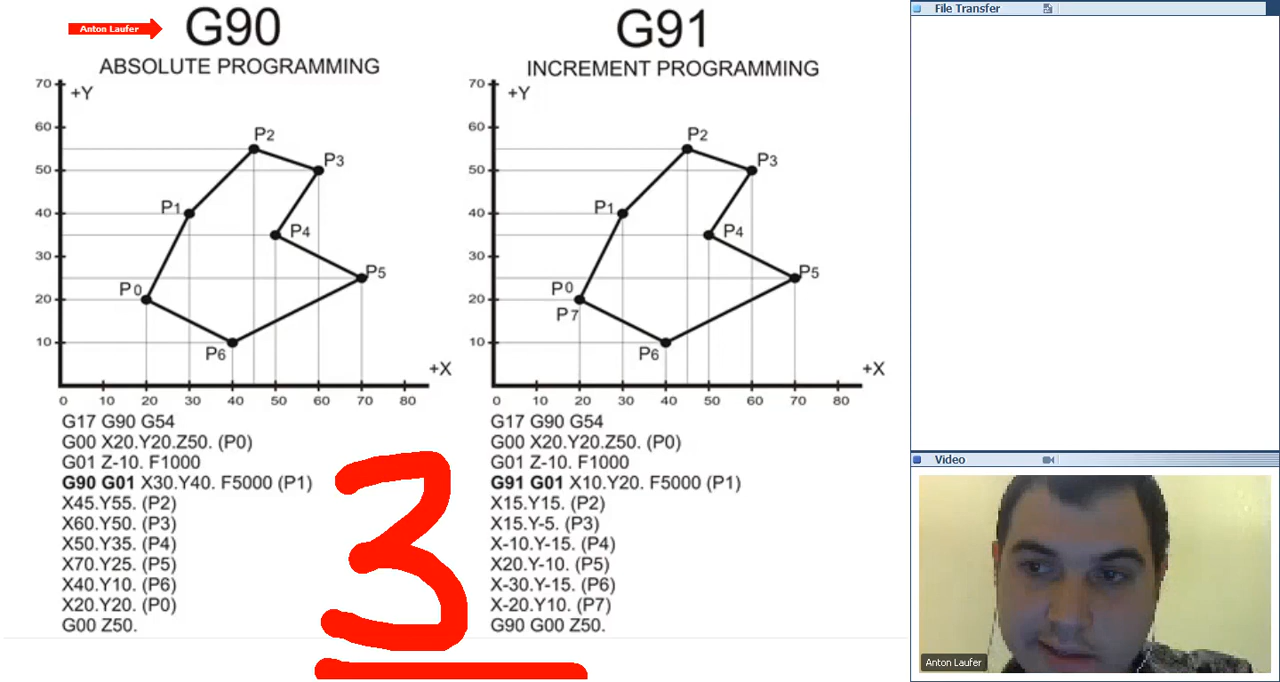 Anton Laufer
G90
ABSOLUTE PROGRAMMING
70
+Y
60
50
40
30
20
10
P2
P3
P1
P4
P5
P0
P6
+X
0 10 20 30 40 50 60 70 80
G17 G90 G54
G00 X20.Y20.Z50. (P0)
G01 Z-10. F1000
G90 G01 X30.Y40. F5000 (P1)
X45.Y55. (P2)
X60.Y50. (P3)
X50.Y35. (P4)
X70.Y25. (P5)
X40.Y10. (P6)
X20.Y20. (P0)
G00 Z50.
3
G91
INCREMENT PROGRAMMING
70
+Y
60
50
40
30
20
10
P2
P3
P1
P4
P5
P0
P7
P6
+X
0 10 20 30 40 50 60 70 80
G17 G90 G54
G00 X20.Y20.Z50. (P0)
G01 Z-10. F1000
G91 G01 X10.Y20. F5000 (P1)
X15.Y15. (P2)
X15.Y-5. (P3)
X-10.Y-15. (P4)
X20.Y-10. (P5)
X-30.Y-15. (P6)
X-20.Y10. (P7)
G90 G00 Z50.
File Transfer
Video
Anton Laufer